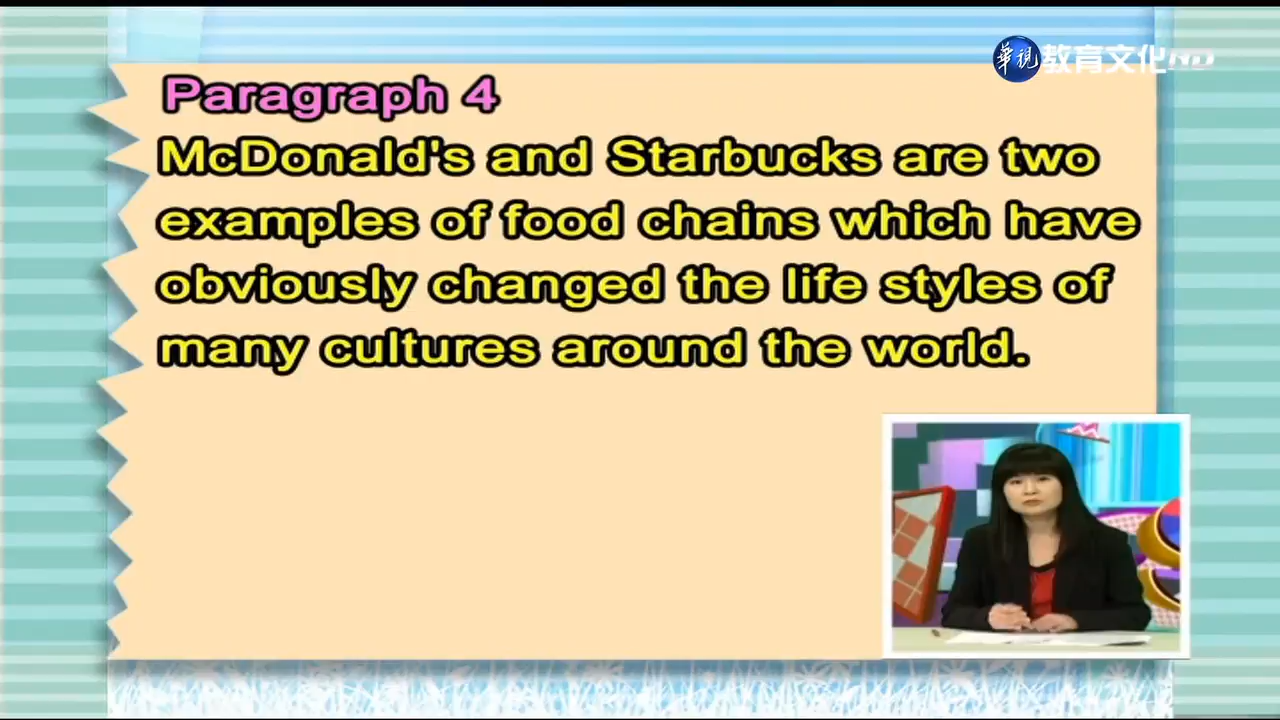 華視 教育文化HD
Paragraph 4
McDonald's and Starbucks are two
examples of food chains which have
obviously changed the life styles of
many cultures around the world.